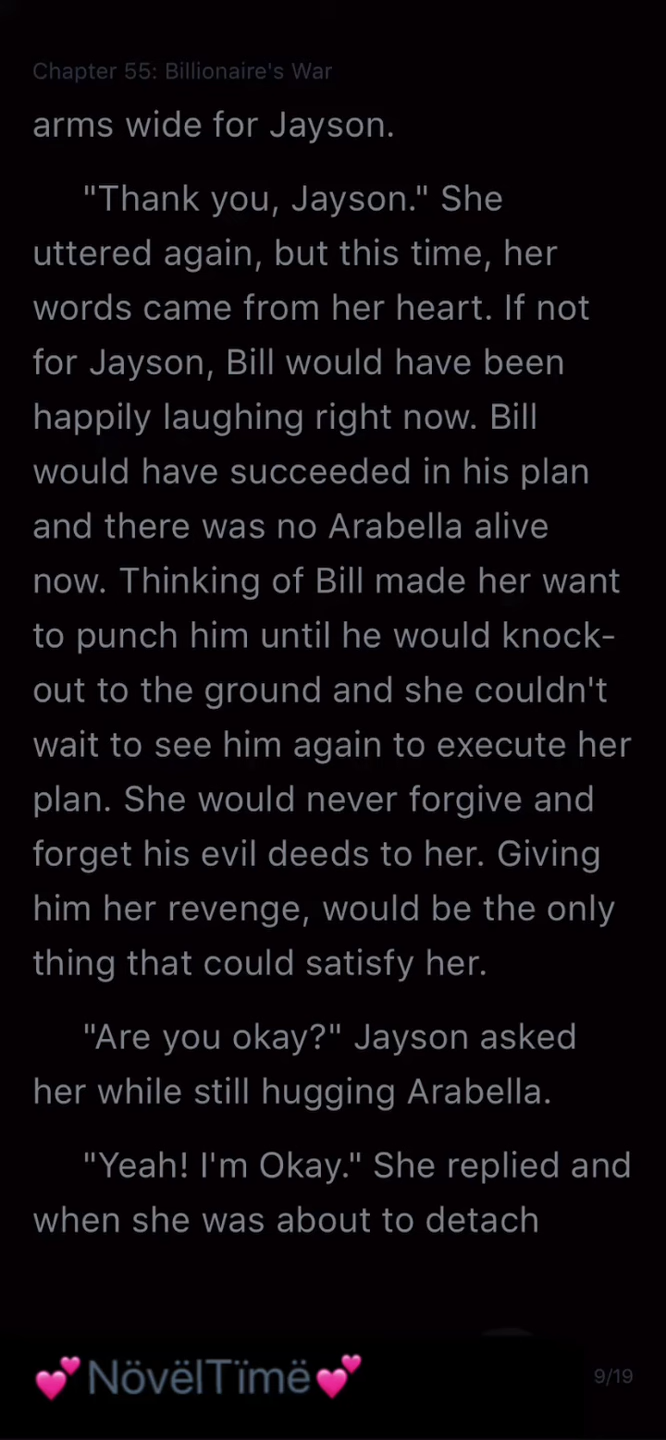 Chapter 55: Billionaire's War
arms wide for Jayson.
"Thank you, Jayson." She
uttered again, but this time, her
words came from her heart. If not
for Jayson, Bill would have been
happily laughing right now. Bill
would have succeeded in his plan
and there was no Arabella alive
now. Thinking of Bill made her want
to punch him until he would knock-
out to the ground and she couldn't
wait to see him again to execute her
plan. She would never forgive and
forget his evil deeds to her. Giving
him her revenge, would be the only
thing that could satisfy her.
"Are you okay?" Jayson asked
her while still hugging Arabella.
"Yeah! I'm Okay." She replied and
when she was about to detach
💕NövëlTïmë💕
9/19